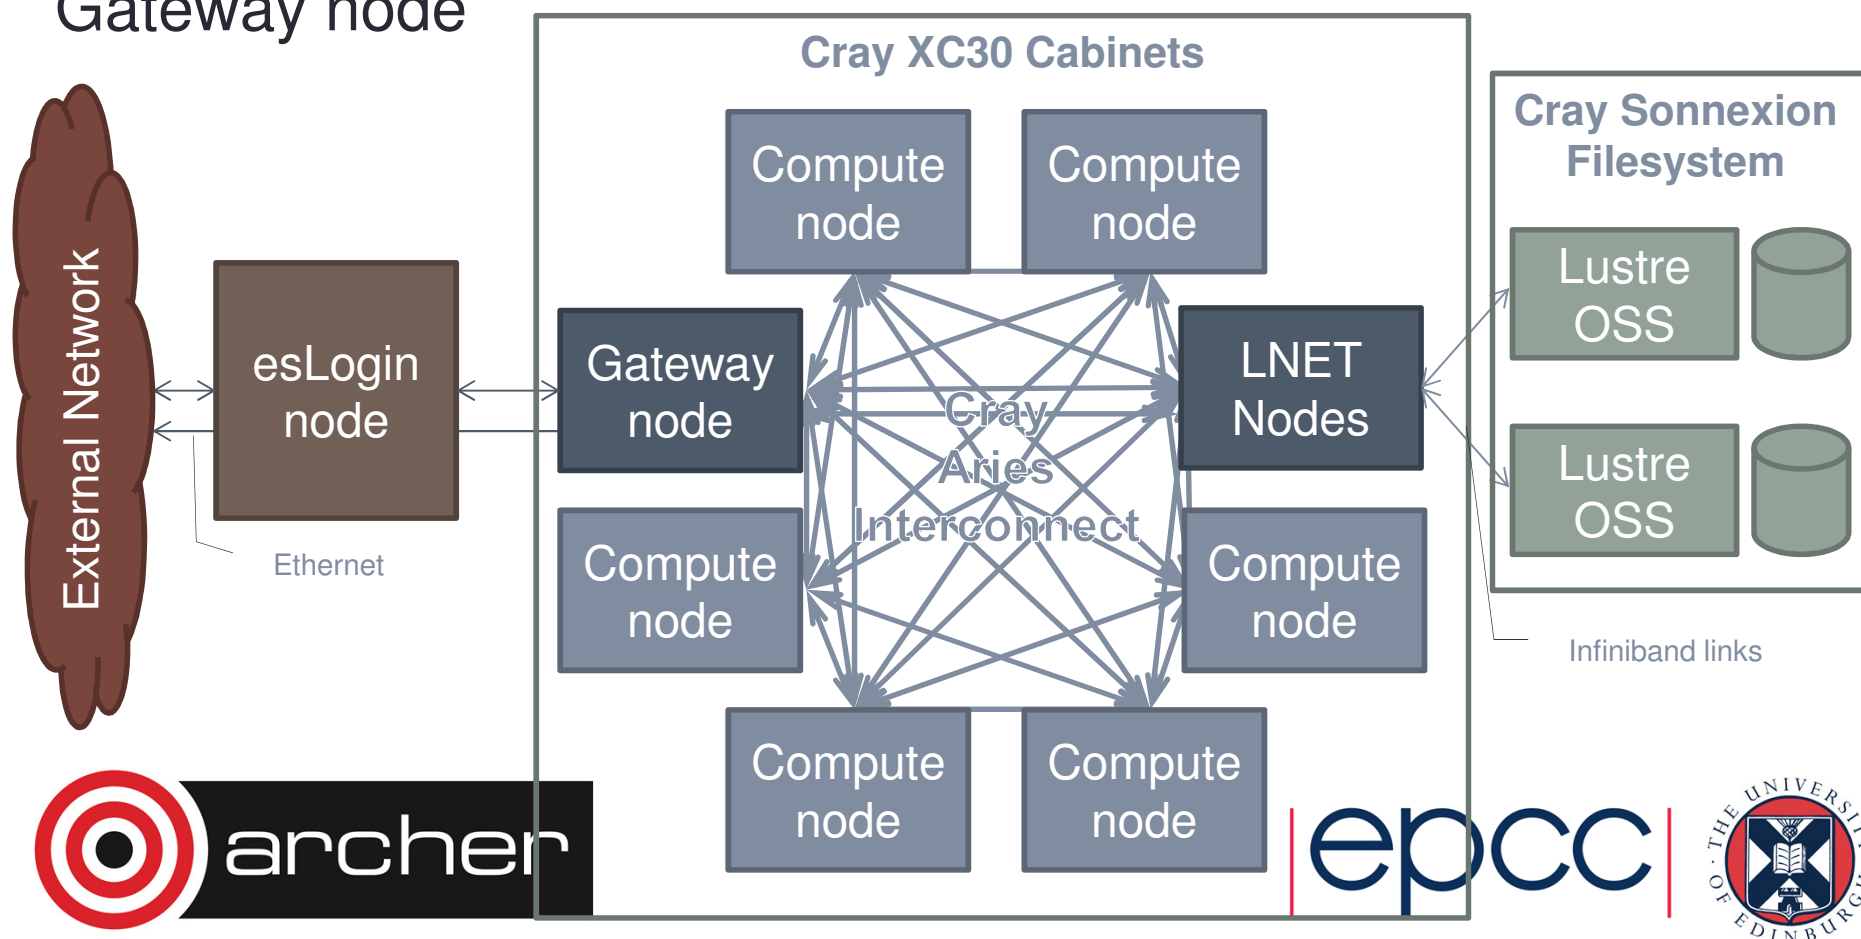 Gateway node
Cray XC30 Cabinets
Cray Sonnexion
Filesystem
Compute
node
Compute
node
External Network
esLogin
node
Gateway
node
Cray
Aries
Interconnect
LNET
Nodes
Lustre
OSS
Lustre
OSS
Ethernet
Compute
node
Compute
node
Infiniband links
Compute
node
Compute
node
archer
epcc
THE UNIVERSITY
OF EDINBURGH